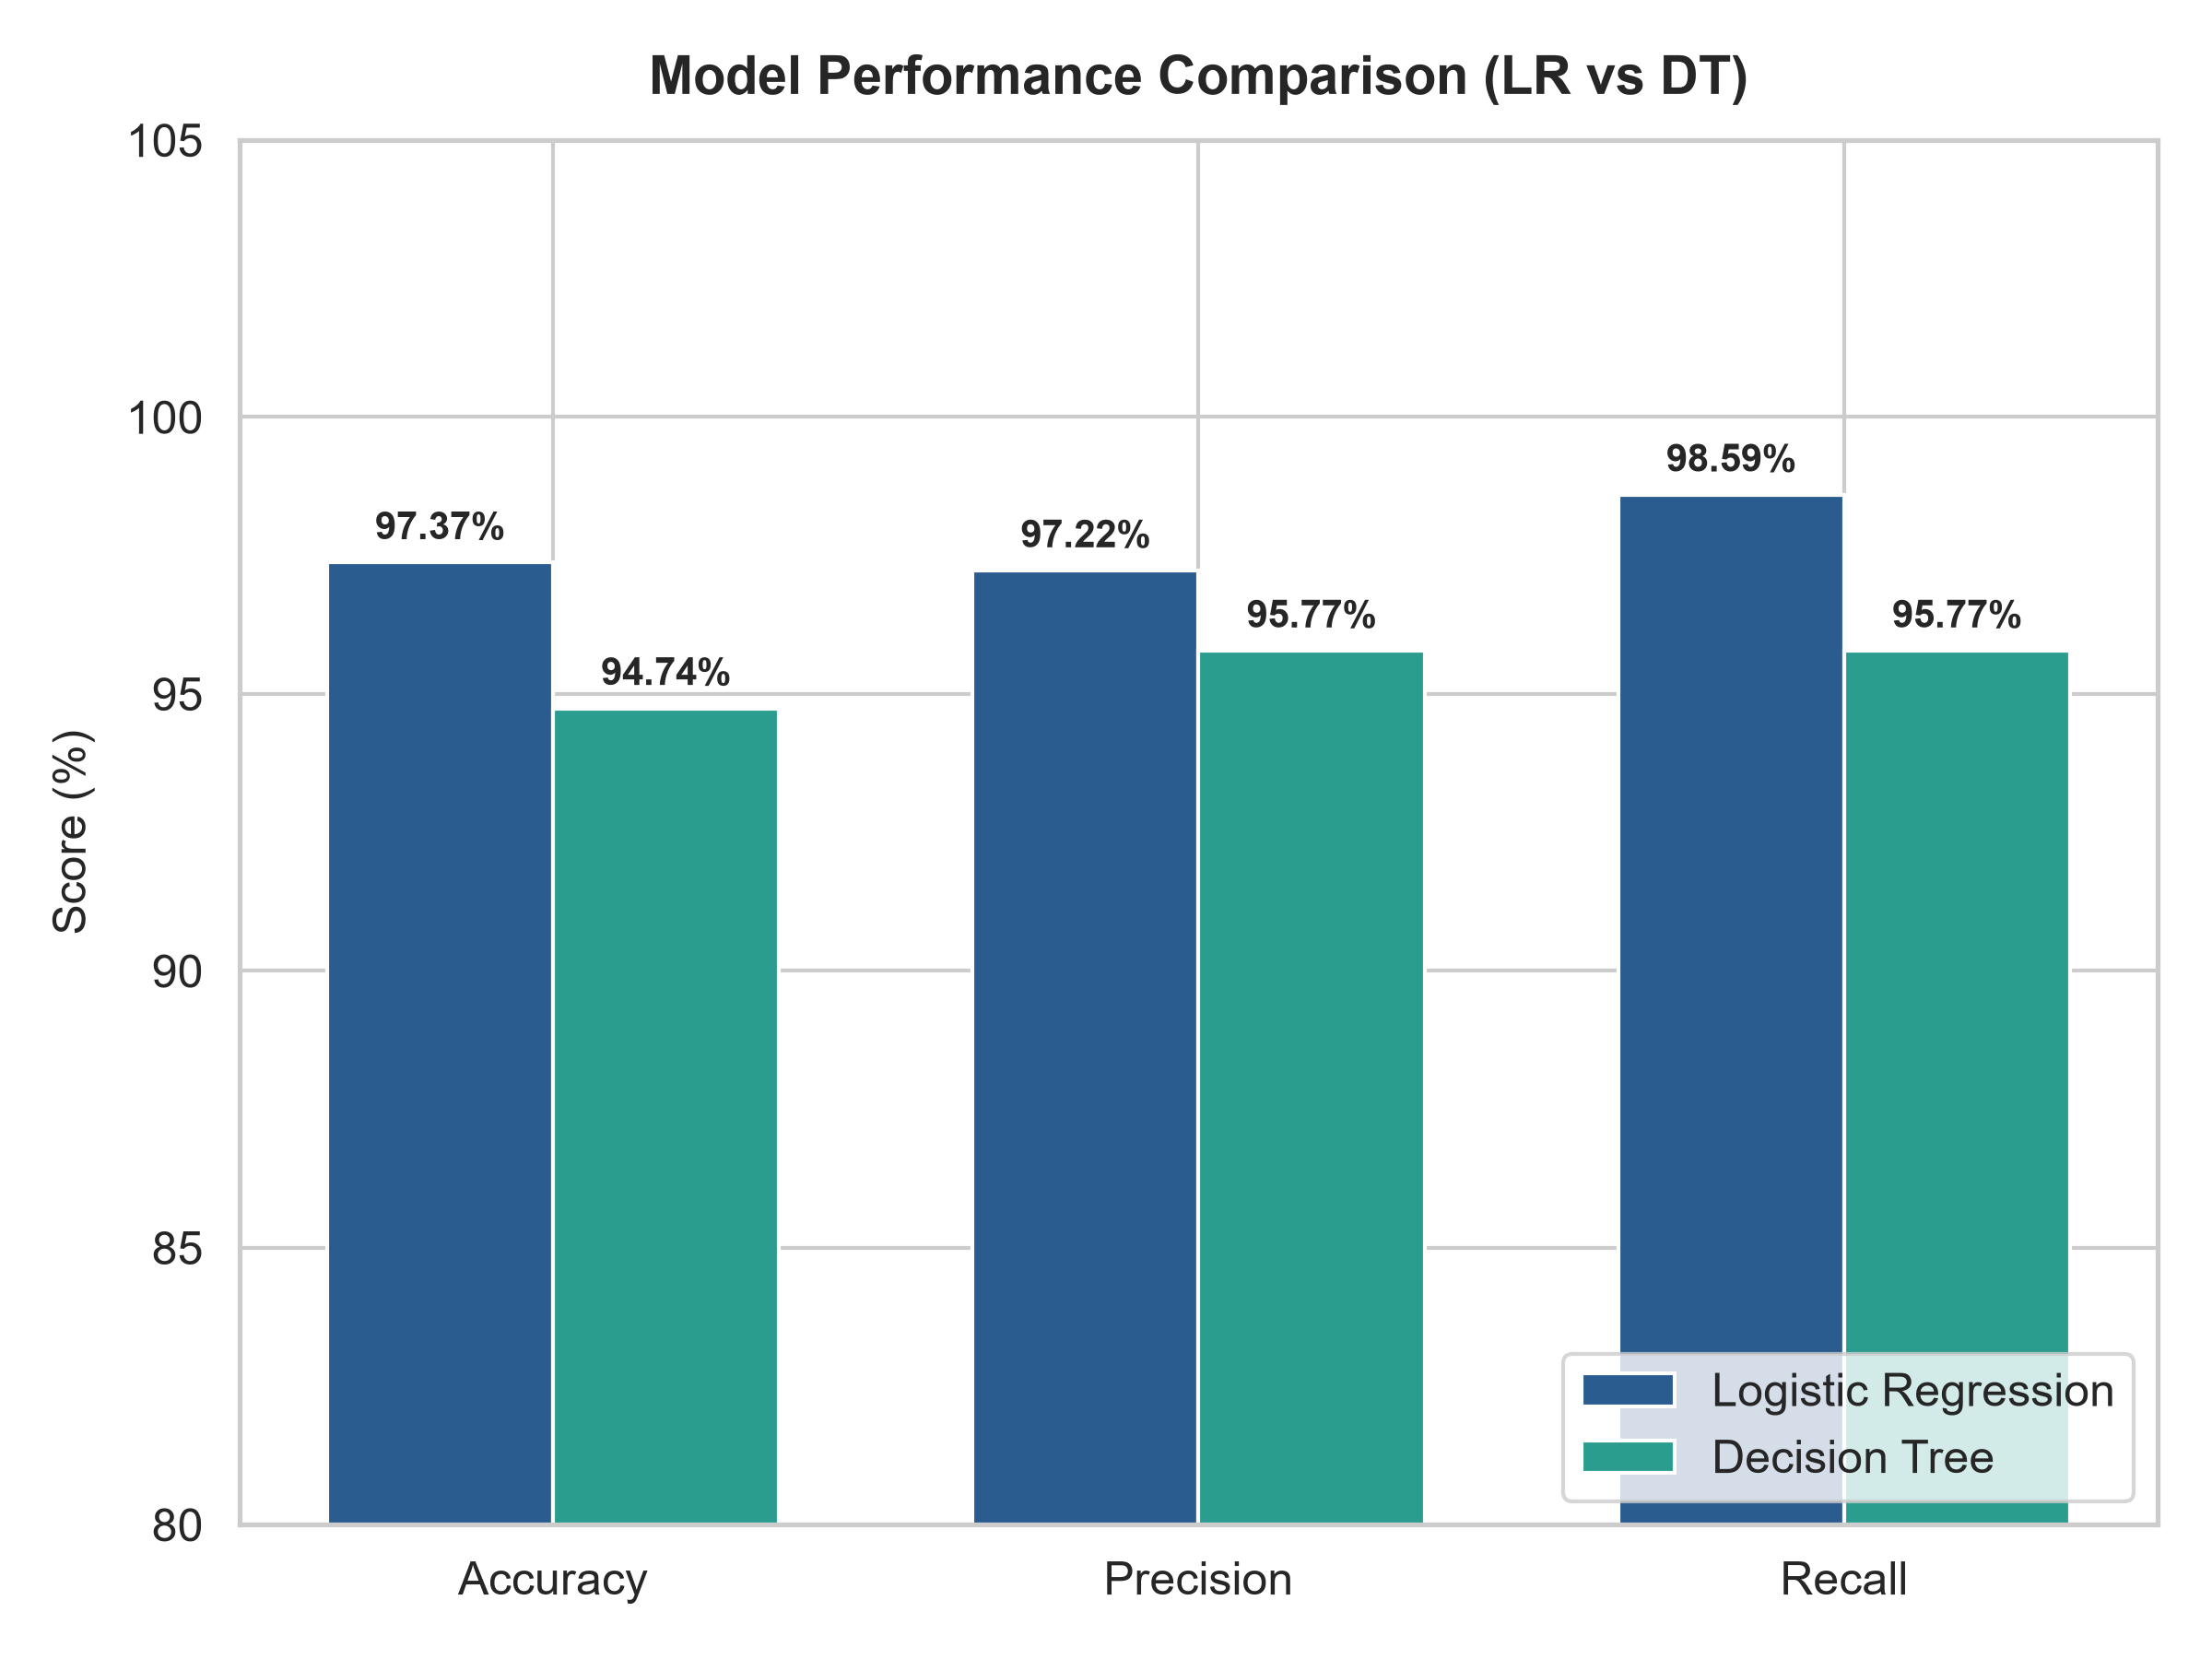 Model Performance Comparison (LR vs DT)
105
100
95
90
85
80
Score (%)
97.37%
94.74%
97.22%
95.77%
98.59%
95.77%
Logistic Regression
Decision Tree
Accuracy
Precision
Recall